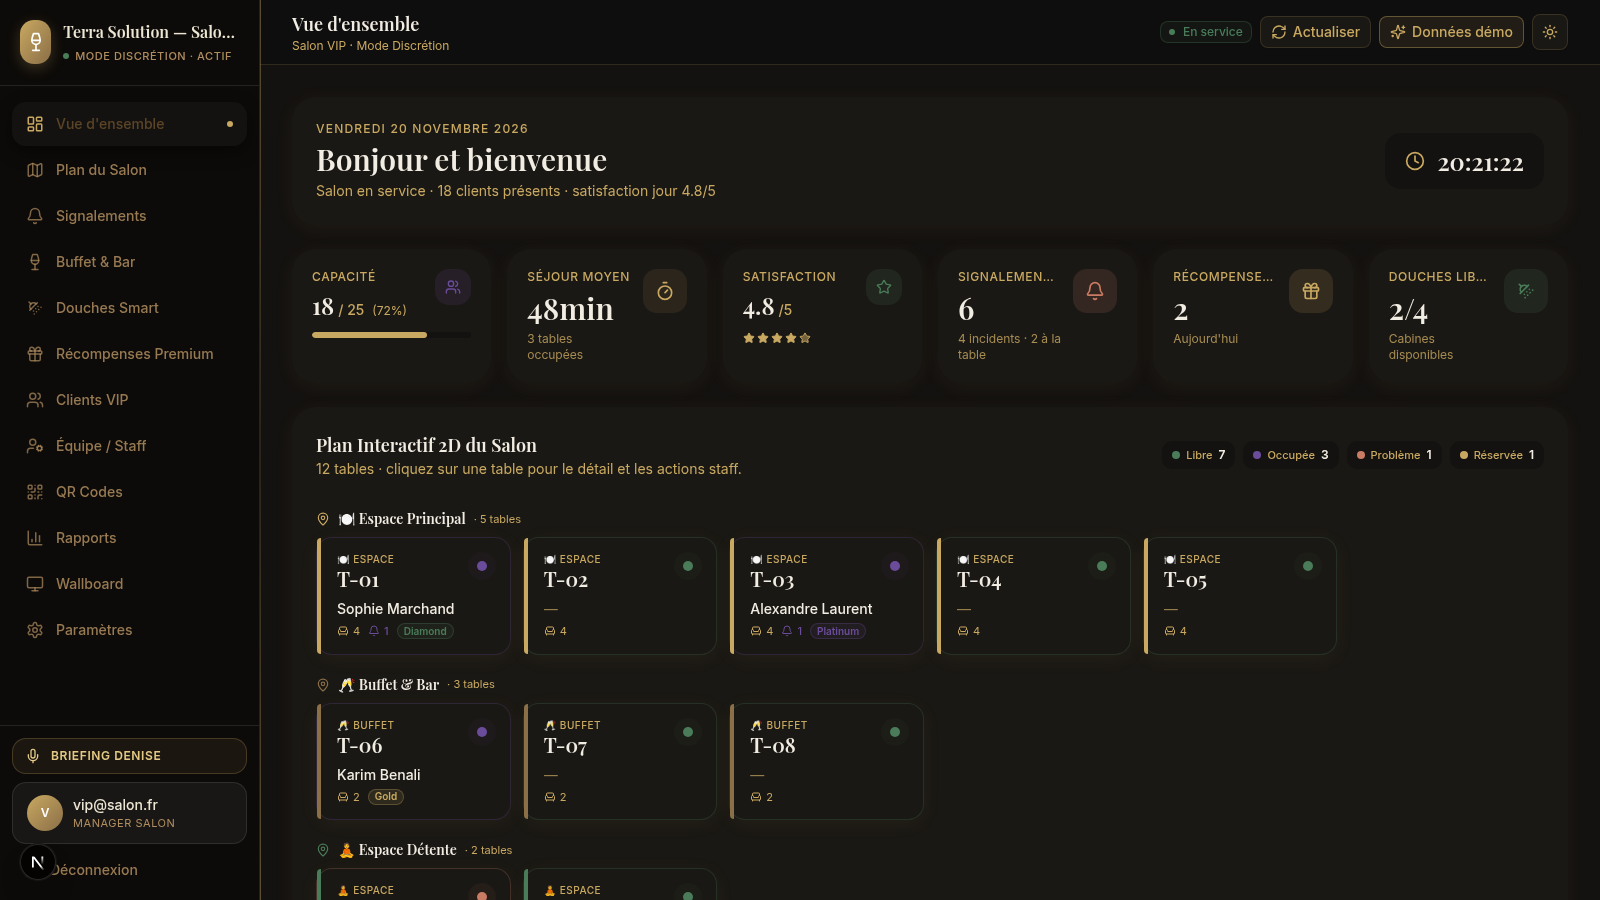 Terra Solution — Salo...
MODE DISCRÉTION · ACTIF
Vue d'ensemble
Plan du Salon
Signalements
Buffet & Bar
Douches Smart
Récompenses Premium
Clients VIP
Équipe / Staff
QR Codes
Rapports
Wallboard
Paramètres
BRIEFING DENISE
V
vip@salon.fr
MANAGER SALON
N
Déconnexion
Vue d'ensemble
Salon VIP · Mode Discrétion
En service
Actualiser
Données démo
VENDREDI 20 NOVEMBRE 2026
Bonjour et bienvenue
Salon en service · 18 clients présents · satisfaction jour 4.8/5
20:21:22
CAPACITÉ
18 / 25 (72%)
SÉJOUR MOYEN
48min
3 tables
occupées
SATISFACTION
4.8 /5
SIGNALEMEN...
6
4 incidents · 2 à la
table
RÉCOMPENSE...
2
Aujourd'hui
DOUCHES LIB...
2/4
Cabines
disponibles
Plan Interactif 2D du Salon
12 tables · cliquez sur une table pour le détail et les actions staff.
Libre 7
Occupée 3
Problème 1
Réservée 1
🍽️ Espace Principal · 5 tables
🍽️ ESPACE
T-01
Sophie Marchand
4 1 Diamond
🍽️ ESPACE
T-02
—
4
🍽️ ESPACE
T-03
Alexandre Laurent
4 1 Platinum
🍽️ ESPACE
T-04
—
4
🍽️ ESPACE
T-05
—
4
🥂 Buffet & Bar · 3 tables
🥂 BUFFET
T-06
Karim Benali
2 Gold
🥂 BUFFET
T-07
—
2
🥂 BUFFET
T-08
—
2
🧘 Espace Détente · 2 tables
🧘 ESPACE
🧘 ESPACE